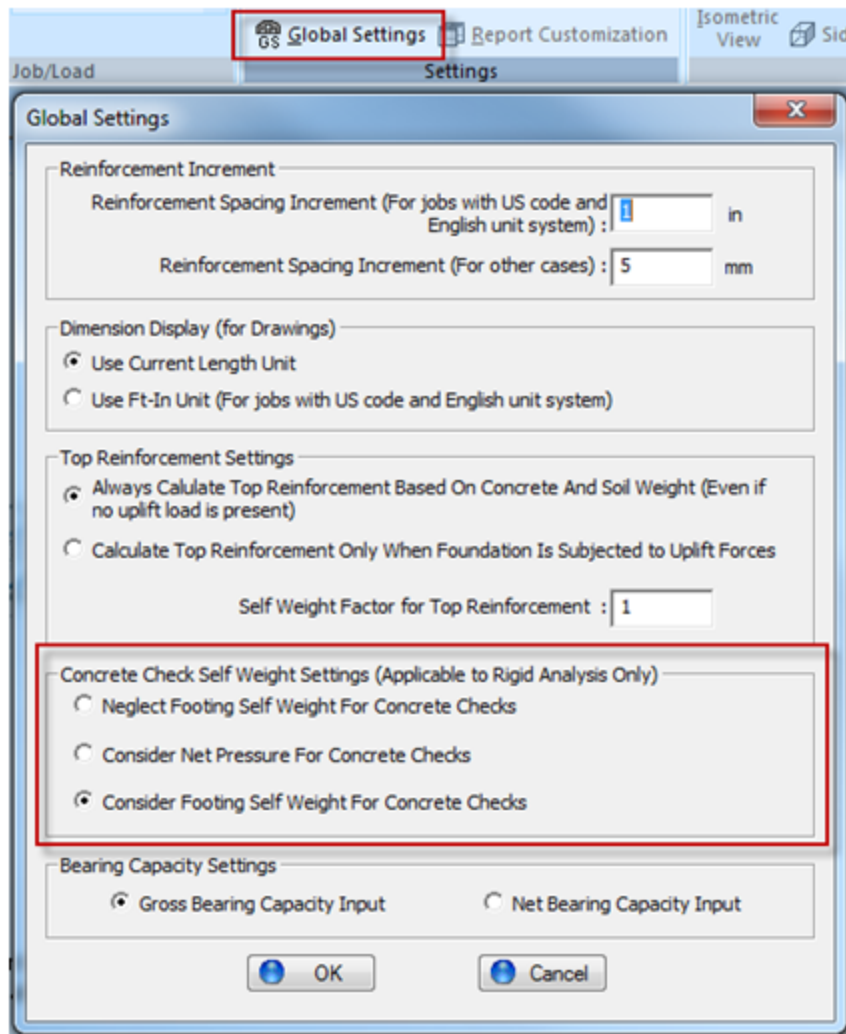 GS Global Settings
Report Customization
Isometric
View
Job/Load
Settings
Global Settings
Reinforcement Increment
Reinforcement Spacing Increment (For jobs with US code and
English unit system) : 1 in
Reinforcement Spacing Increment (For other cases) : 5 mm
Dimension Display (for Drawings)
Use Current Length Unit
Use Ft-In Unit (For jobs with US code and English unit system)
Top Reinforcement Settings
Always Calulate Top Reinforcement Based On Concrete And Soil Weight (Even if
no uplift load is present)
Calculate Top Reinforcement Only When Foundation Is Subjected to Uplift Forces
Self Weight Factor for Top Reinforcement : 1
Concrete Check Self Weight Settings (Applicable to Rigid Analysis Only)
Neglect Footing Self Weight For Concrete Checks
Consider Net Pressure For Concrete Checks
Consider Footing Self Weight For Concrete Checks
Bearing Capacity Settings
Gross Bearing Capacity Input
Net Bearing Capacity Input
OK
Cancel